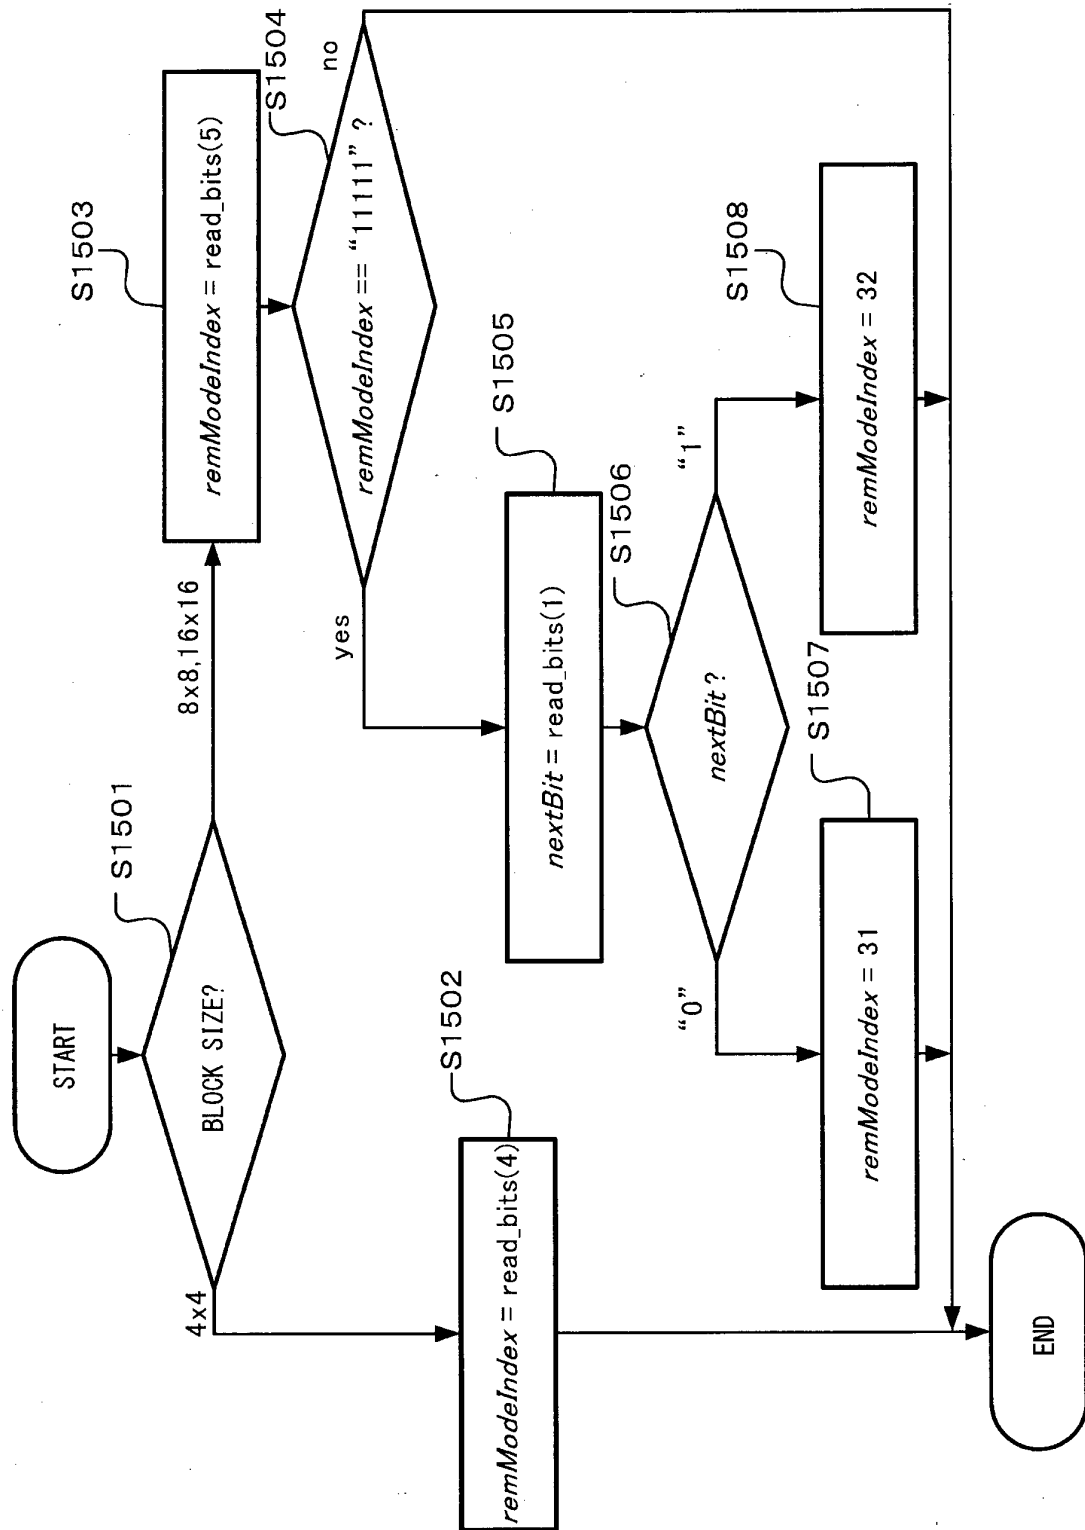 START
S1501
BLOCK SIZE?
4x4
8x8,16x16
S1502
remModeIndex = read_bits(4)
S1503
remModeIndex = read_bits(5)
S1504
remModeIndex == “11111” ?
yes
no
S1505
nextBit = read_bits(1)
S1506
nextBit ?
“0”
“1”
S1507
remModeIndex = 31
S1508
remModeIndex = 32
END